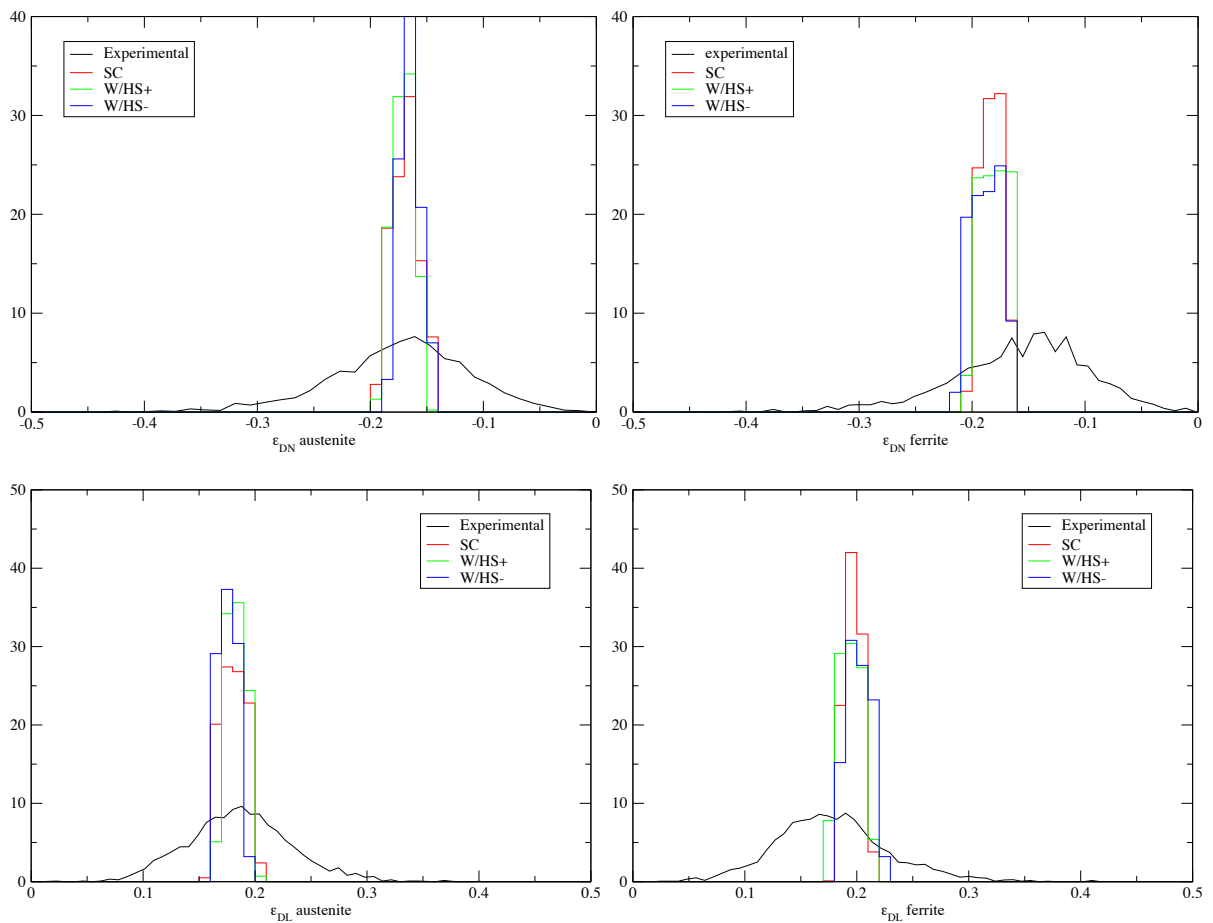 Experimental
SC
W/HS+
W/HS-
40
30
20
10
0
-0.5 -0.4 -0.3 -0.2 -0.1 0
εDN austenite
experimental
SC
W/HS+
W/HS-
40
30
20
10
0
-0.5 -0.4 -0.3 -0.2 -0.1 0
εDN ferrite
Experimental
SC
W/HS+
W/HS-
50
40
30
20
10
0
0 0.1 0.2 0.3 0.4 0.5
εDL austenite
Experimental
SC
W/HS+
W/HS-
50
40
30
20
10
0
0 0.1 0.2 0.3 0.4 0.5
εDL ferrite